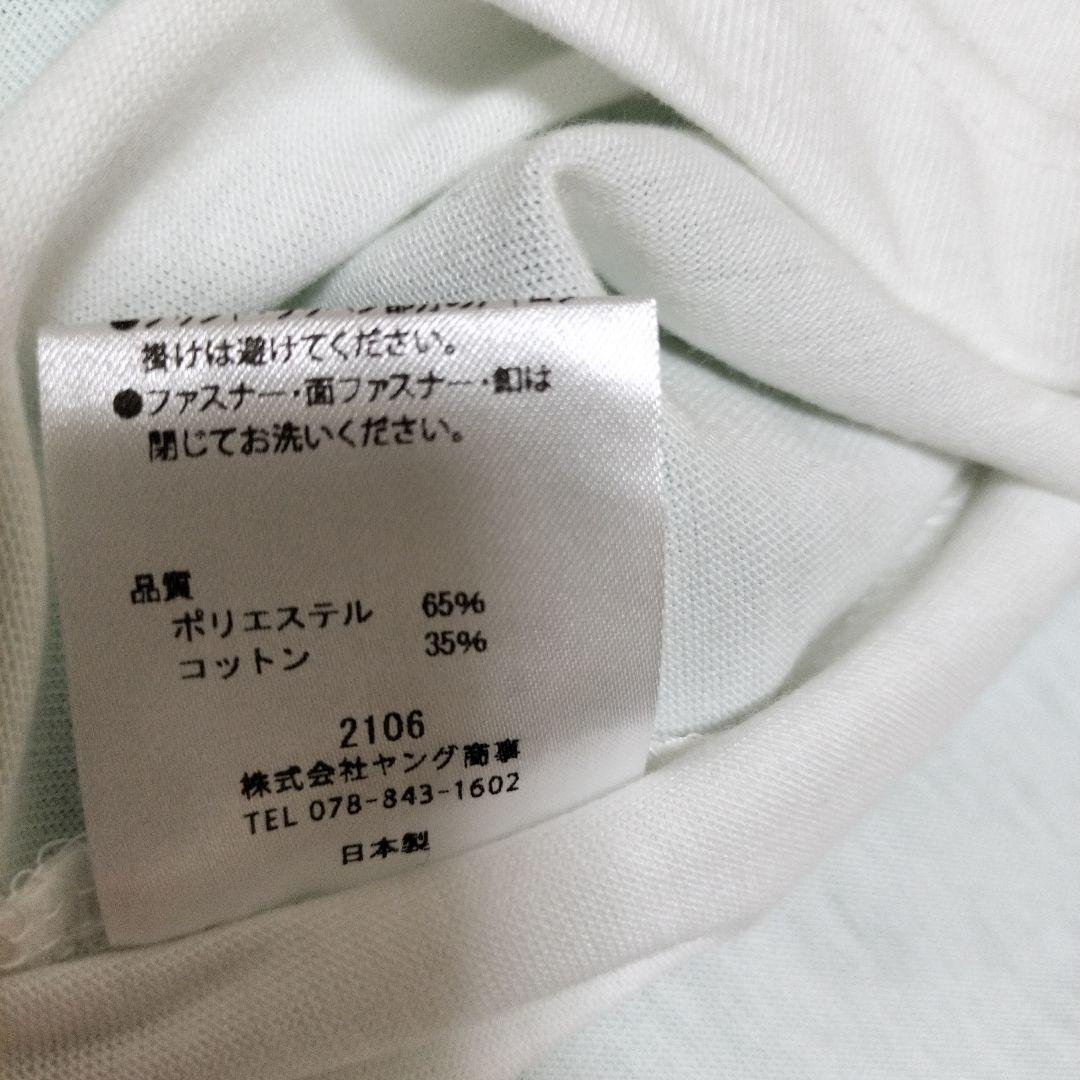 掛けは避けてください。
●ファスナー・面ファスナー・釦は
閉じてお洗いください。
品質
ポリエステル 65%
コットン 35%
2106
株式会社ヤング商事
TEL 078-843-1602
日本製